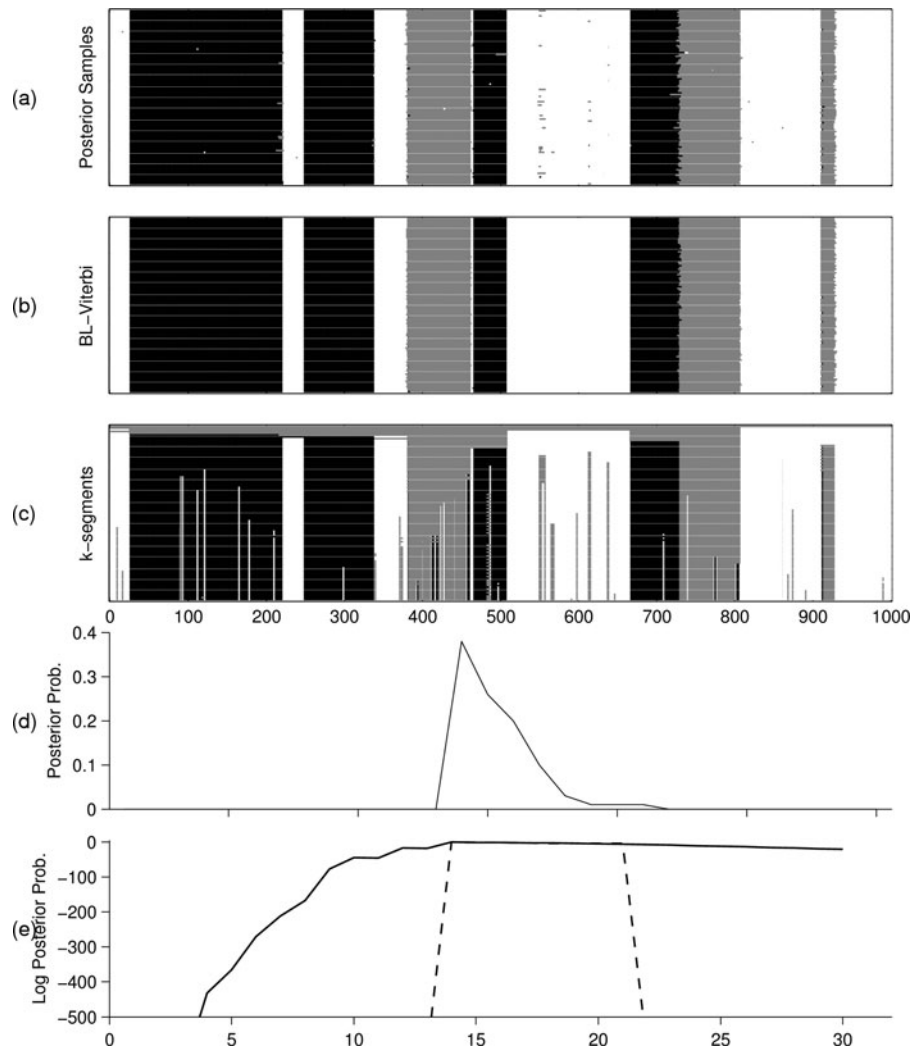 (a)
Posterior Samples
(b)
BL-Viterbi
(c)
k-segments
0 100 200 300 400 500 600 700 800 900 1000
(d)
Posterior Prob.
0.4
0.3
0.2
0.1
0
(e)
Log Posterior Prob.
0
-100
-200
-300
-400
-500
0 5 10 15 20 25 30